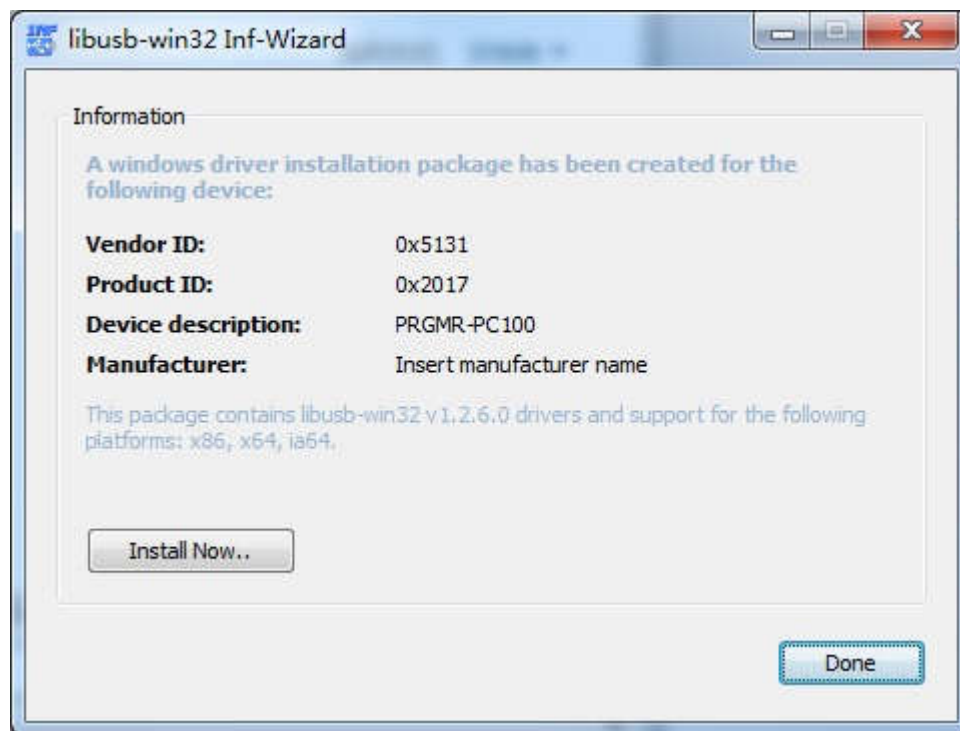 libusb-win32 Inf-Wizard
Information
A windows driver installation package has been created for the
following device:
Vendor ID: 0x5131
Product ID: 0x2017
Device description: PRGMR-PC100
Manufacturer: Insert manufacturer name
This package contains libusb-win32 v1.2.6.0 drivers and support for the following
platforms: x86, x64, ia64.
Install Now..
Done